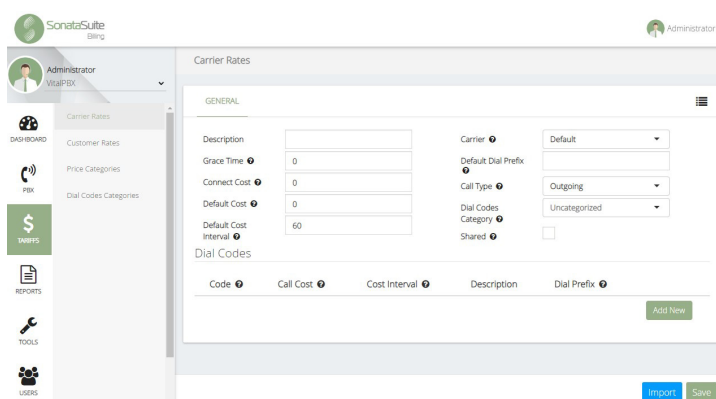 SonataSuite
Billing
Administrator
Administrator
VitalPBX
DASHBOARD
PBX
TARIFFS
REPORTS
TOOLS
USERS
Carrier Rates
Customer Rates
Price Categories
Dial Codes Categories
Carrier Rates
GENERAL
Description
Grace Time 0
Connect Cost 0
Default Cost 0
Default Cost
Interval 60
Carrier Default
Default Dial Prefix
Call Type Outgoing
Dial Codes
Category Uncategorized
Shared
Dial Codes
Code Call Cost Cost Interval Description Dial Prefix
Add New
Import Save